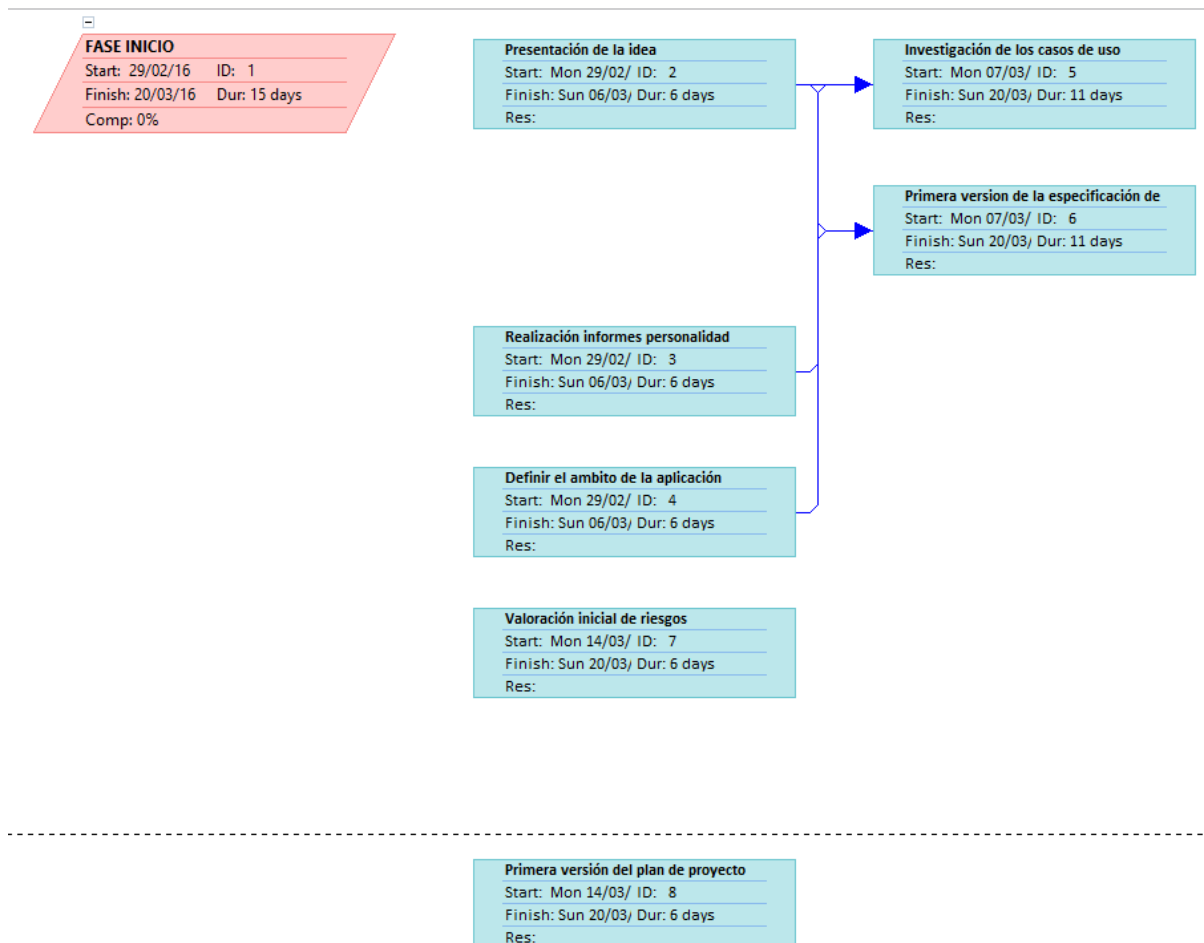 FASE INICIO
Start: 29/02/16 ID: 1
Finish: 20/03/16 Dur: 15 days
Comp: 0%
Presentación de la idea
Start: Mon 29/02/ ID: 2
Finish: Sun 06/03/ Dur: 6 days
Res:
Investigación de los casos de uso
Start: Mon 07/03/ ID: 5
Finish: Sun 20/03/ Dur: 11 days
Res:
Primera version de la especificación de
Start: Mon 07/03/ ID: 6
Finish: Sun 20/03/ Dur: 11 days
Res:
Realización informes personalidad
Start: Mon 29/02/ ID: 3
Finish: Sun 06/03/ Dur: 6 days
Res:
Definir el ambito de la aplicación
Start: Mon 29/02/ ID: 4
Finish: Sun 06/03/ Dur: 6 days
Res:
Valoración inicial de riesgos
Start: Mon 14/03/ ID: 7
Finish: Sun 20/03/ Dur: 6 days
Res:
Primera versión del plan de proyecto
Start: Mon 14/03/ ID: 8
Finish: Sun 20/03/ Dur: 6 days
Res: